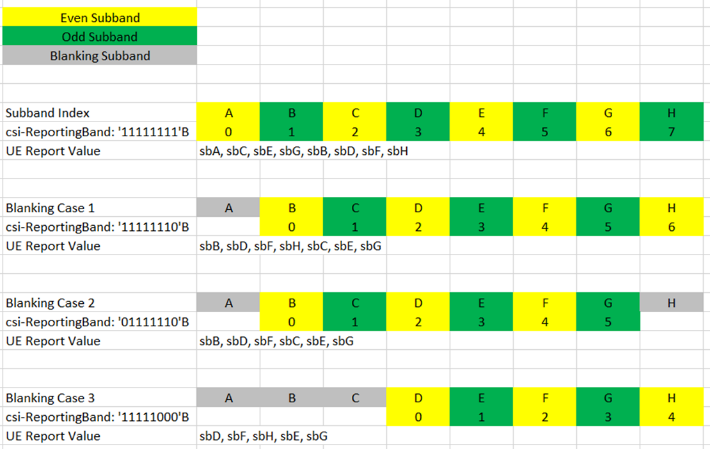 Even Subband
Odd Subband
Blanking Subband
Subband Index A B C D E F G H
csi-ReportingBand: '11111111'B 0 1 2 3 4 5 6 7
UE Report Value sbA, sbC, sbE, sbG, sbB, sbD, sbF, sbH
Blanking Case 1 A B C D E F G H
csi-ReportingBand: '11111110'B 0 1 2 3 4 5 6
UE Report Value sbB, sbD, sbF, sbH, sbC, sbE, sbG
Blanking Case 2 A B C D E F G H
csi-ReportingBand: '01111110'B 0 1 2 3 4 5
UE Report Value sbB, sbD, sbF, sbC, sbE, sbG
Blanking Case 3 A B C D E F G H
csi-ReportingBand: '11111000'B 0 1 2 3 4
UE Report Value sbD, sbF, sbH, sbE, sbG